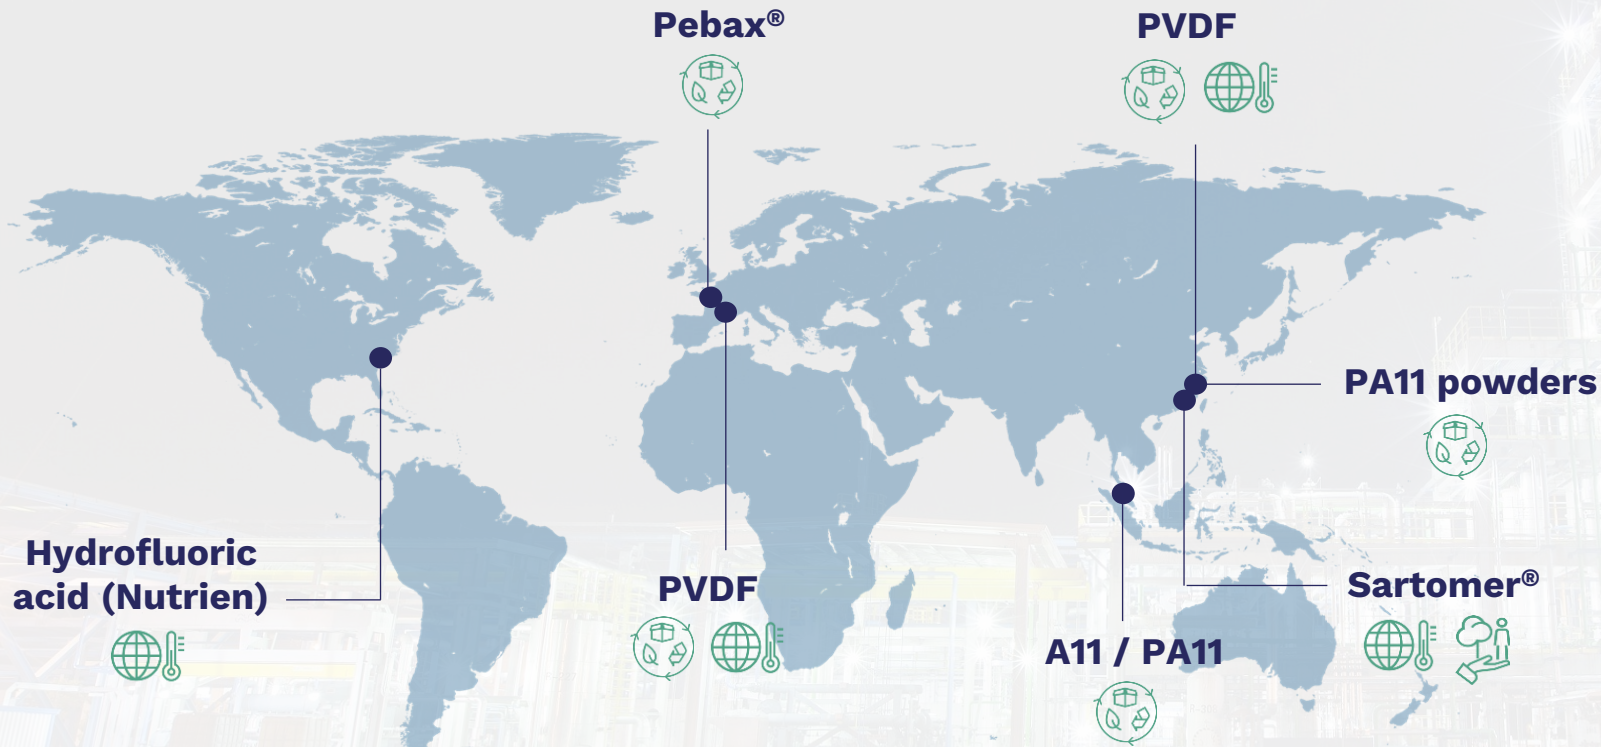 Pebax®
PVDF
PA11 powders
Hydrofluoric
acid (Nutrien)
PVDF
Sartomer®
A11 / PA11